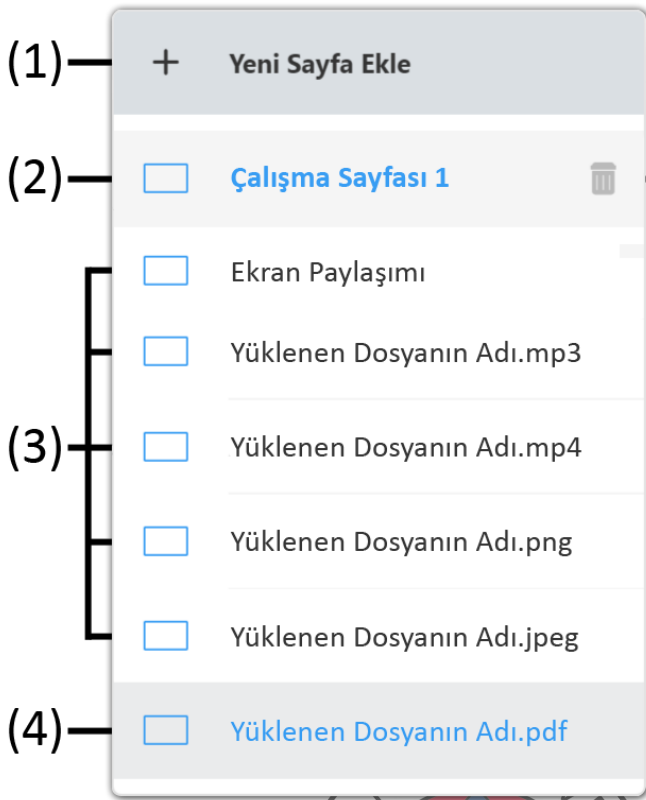 (1) + Yeni Sayfa Ekle
(2) Çalışma Sayfası 1
Ekran Paylaşımı
Yüklenen Dosyanın Adı.mp3
(3) Yüklenen Dosyanın Adı.mp4
Yüklenen Dosyanın Adı.png
Yüklenen Dosyanın Adı.jpeg
(4) Yüklenen Dosyanın Adı.pdf